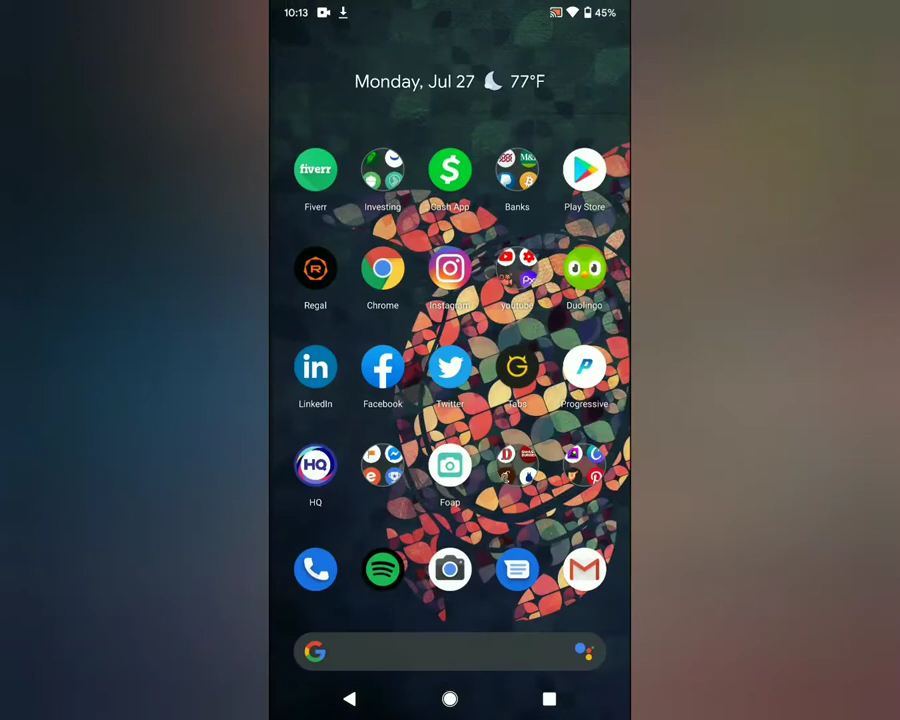 10:13 45%
Monday, Jul 27 77°F
fiverr M&T
Fiverr Investing Cash App Banks Play Store
Regal Chrome Instagram youtube Duolingo
in
LinkedIn Facebook Twitter Tabs Progressive
HQ
HQ Foap